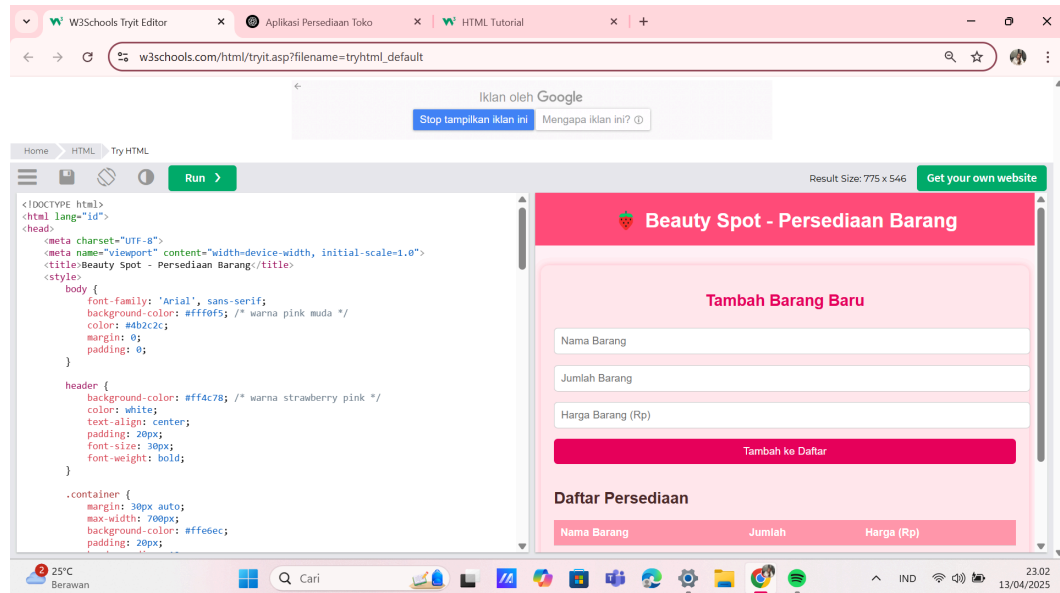 W3Schools Tryit Editor
Aplikasi Persediaan Toko
HTML Tutorial
w3schools.com/html/tryit.asp?filename=tryhtml_default
Iklan oleh Google
Stop tampilkan iklan ini
Mengapa iklan ini?
Home
HTML
Try HTML
Run
Result Size: 775 x 546
Get your own website
<!DOCTYPE html>
<html lang="id">
<head>
    <meta charset="UTF-8">
    <meta name="viewport" content="width=device-width, initial-scale=1.0">
    <title>Beauty Spot - Persediaan Barang</title>
    <style>
        body {
            font-family: 'Arial', sans-serif;
            background-color: #fff0f5; /* warna pink muda */
            color: #4b2c2c;
            margin: 0;
            padding: 0;
        }
        header {
            background-color: #ff4c78; /* warna strawberry pink */
            color: white;
            text-align: center;
            padding: 20px;
            font-size: 30px;
            font-weight: bold;
        }
        .container {
            margin: 30px auto;
            max-width: 700px;
            background-color: #ffe6ec;
            padding: 20px;
🍓 Beauty Spot - Persediaan Barang
Tambah Barang Baru
Nama Barang
Jumlah Barang
Harga Barang (Rp)
Tambah ke Daftar
Daftar Persediaan
Nama Barang Jumlah Harga (Rp)
2
25°C
Berawan
Cari
IND
23.02
13/04/2025